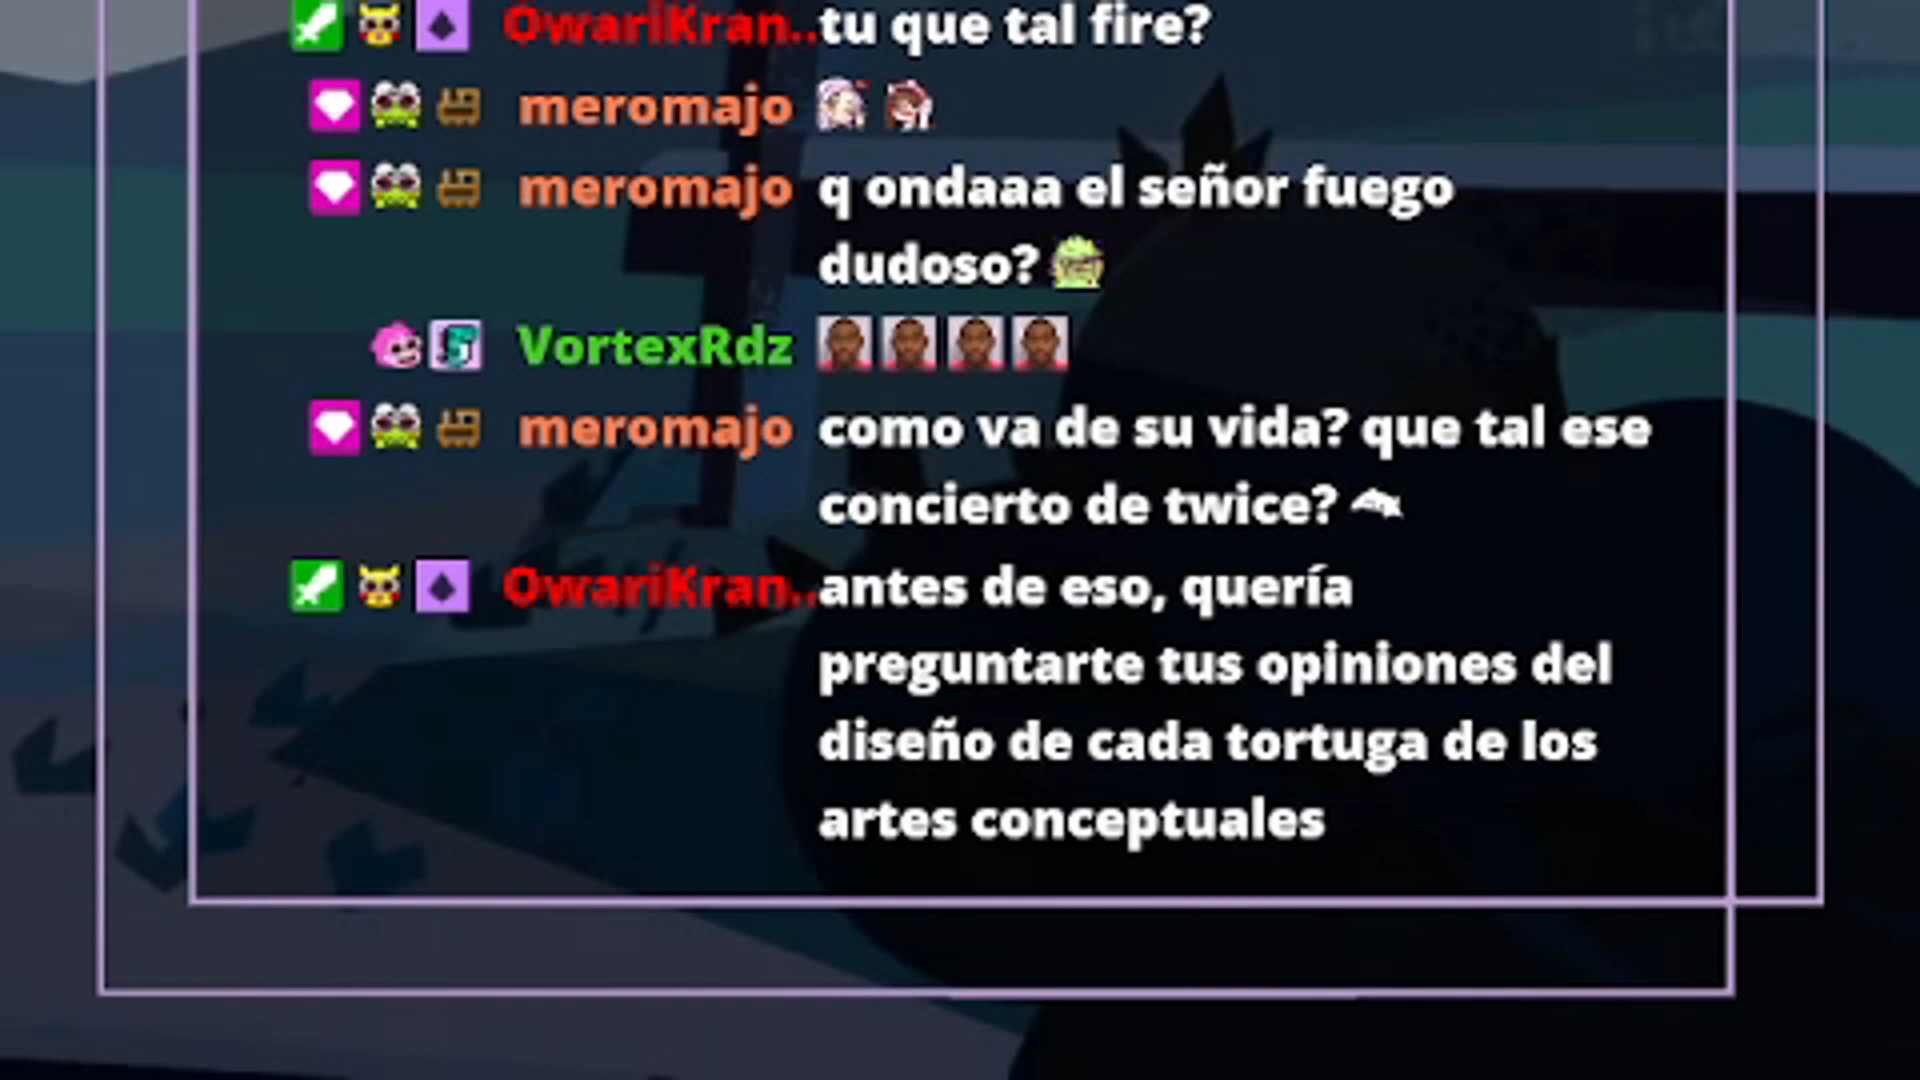 OwariKran.. tu que tal fire?
meromajo
meromajo q ondaaa el señor fuego
dudoso?
VortexRdz
meromajo como va de su vida? que tal ese
concierto de twice?
OwariKran.. antes de eso, quería
preguntarte tus opiniones del
diseño de cada tortuga de los
artes conceptuales